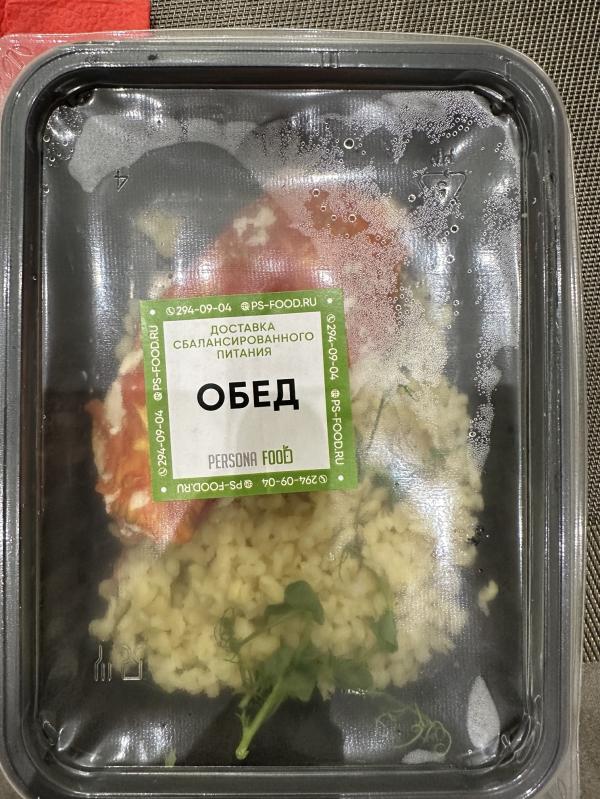 294-09-04 PS-FOOD.RU
ДОСТАВКА
СБАЛАНСИРОВАННОГО
ПИТАНИЯ
ОБЕД
PERSONA FOOD
294-09-04 PS-FOOD.RU
294-09-04 PS-FOOD.RU
294-09-04 PS-FOOD.RU
4